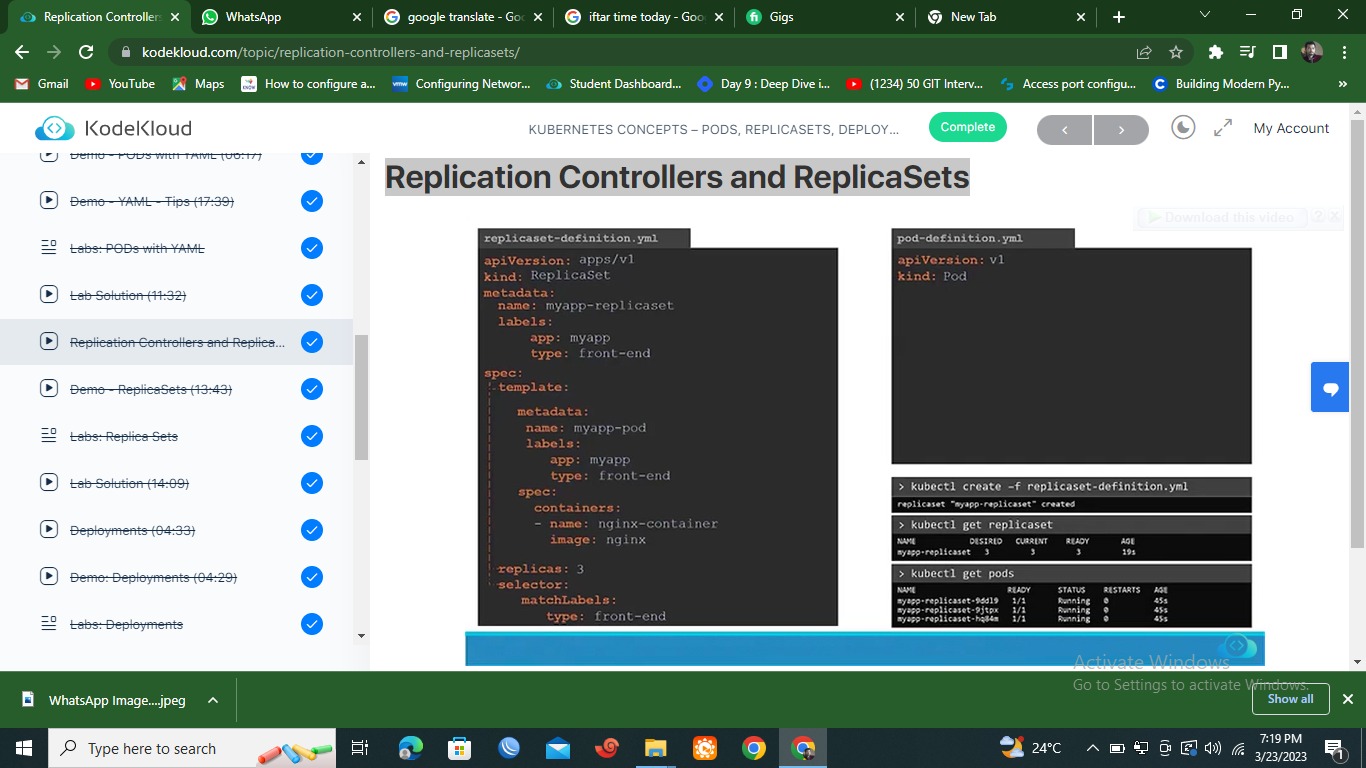 Replication Controllers
WhatsApp
google translate - Goo
iftar time today - Goo
Gigs
New Tab
kodekloud.com/topic/replication-controllers-and-replicasets/
Gmail
YouTube
Maps
How to configure a...
Configuring Networ...
Student Dashboard...
Day 9 : Deep Dive i...
(1234) 50 GIT Interv...
Access port configu...
Building Modern Py...
»
KodeKloud
KUBERNETES CONCEPTS – PODS, REPLICASETS, DEPLOY...
Complete
My Account
Demo - PODs with YAML (06:17)
Demo - YAML - Tips (17:39)
Labs: PODs with YAML
Lab Solution (11:32)
Replication Controllers and Replica...
Demo - ReplicaSets (13:43)
Labs: Replica Sets
Lab Solution (14:09)
Deployments (04:33)
Demo: Deployments (04:29)
Labs: Deployments
Replication Controllers and ReplicaSets
Download this video ? X
replicaset-definition.yml
apiVersion: apps/v1
kind: ReplicaSet
metadata:
name: myapp-replicaset
labels:
app: myapp
type: front-end
spec:
template:
metadata:
name: myapp-pod
labels:
app: myapp
type: front-end
spec:
containers:
- name: nginx-container
image: nginx
replicas: 3
selector:
matchLabels:
type: front-end
pod-definition.yml
apiVersion: v1
kind: Pod
> kubectl create -f replicaset-definition.yml
replicaset "myapp-replicaset" created
> kubectl get replicaset
NAME DESIRED CURRENT READY AGE
myapp-replicaset 3 3 3 19s
> kubectl get pods
NAME READY STATUS RESTARTS AGE
myapp-replicaset-9ddl9 1/1 Running 0 45s
myapp-replicaset-9jtpx 1/1 Running 0 45s
myapp-replicaset-hq84m 1/1 Running 0 45s
Activate Windows
Go to Settings to activate Windows.
WhatsApp Image....jpeg
Show all
Type here to search
24°C
7:19 PM
3/23/2023
1